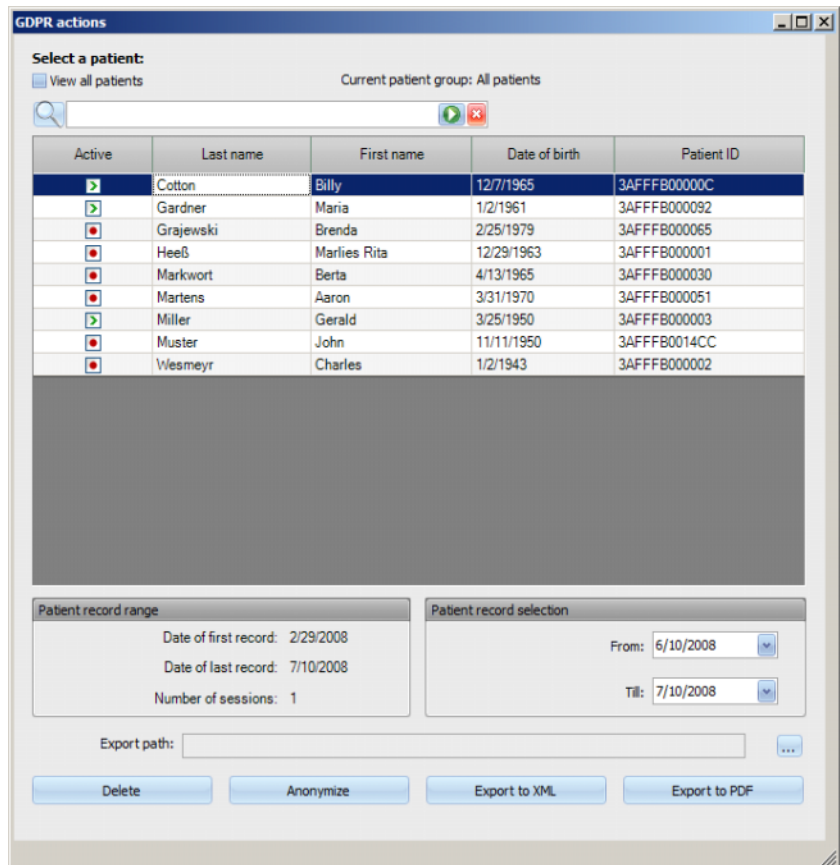 GDPR actions
Select a patient:
View all patients Current patient group: All patients
Active Last name First name Date of birth Patient ID
Cotton Billy 12/7/1965 3AFFFB00000C
Gardner Maria 1/2/1961 3AFFFB000092
Grajewski Brenda 2/25/1979 3AFFFB000065
Heeß Marlies Rita 12/29/1963 3AFFFB000001
Markwort Berta 4/13/1965 3AFFFB000030
Martens Aaron 3/31/1970 3AFFFB000051
Miller Gerald 3/25/1950 3AFFFB000003
Muster John 11/11/1950 3AFFFB0014CC
Wesmeyr Charles 1/2/1943 3AFFFB000002
Patient record range Patient record selection
Date of first record: 2/29/2008
From: 6/10/2008
Date of last record: 7/10/2008
Till: 7/10/2008
Number of sessions: 1
Export path: ...
Delete Anonymize Export to XML Export to PDF